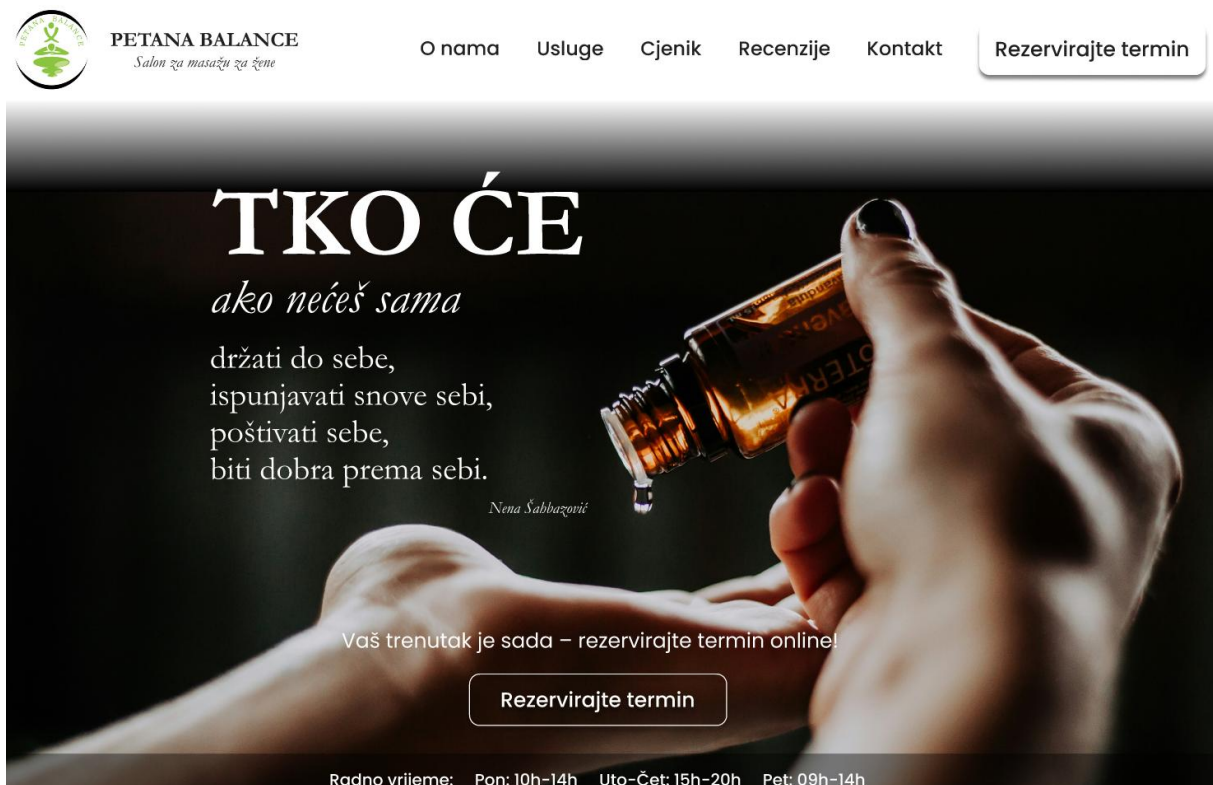 PETANA BALANCE
PETANA BALANCE
Salon za masažu za žene
O nama
Usluge
Cjenik
Recenzije
Kontakt
Rezervirajte termin
TKO ĆE
ako nećeš sama
držati do sebe,
ispunjavati snove sebi,
poštivati sebe,
biti dobra prema sebi.
Nena Šahbazović
Vaš trenutak je sada – rezervirajte termin online!
Rezervirajte termin
Radno vrijeme: Pon: 10h-14h Uto-Čet: 15h-20h Pet: 09h-14h